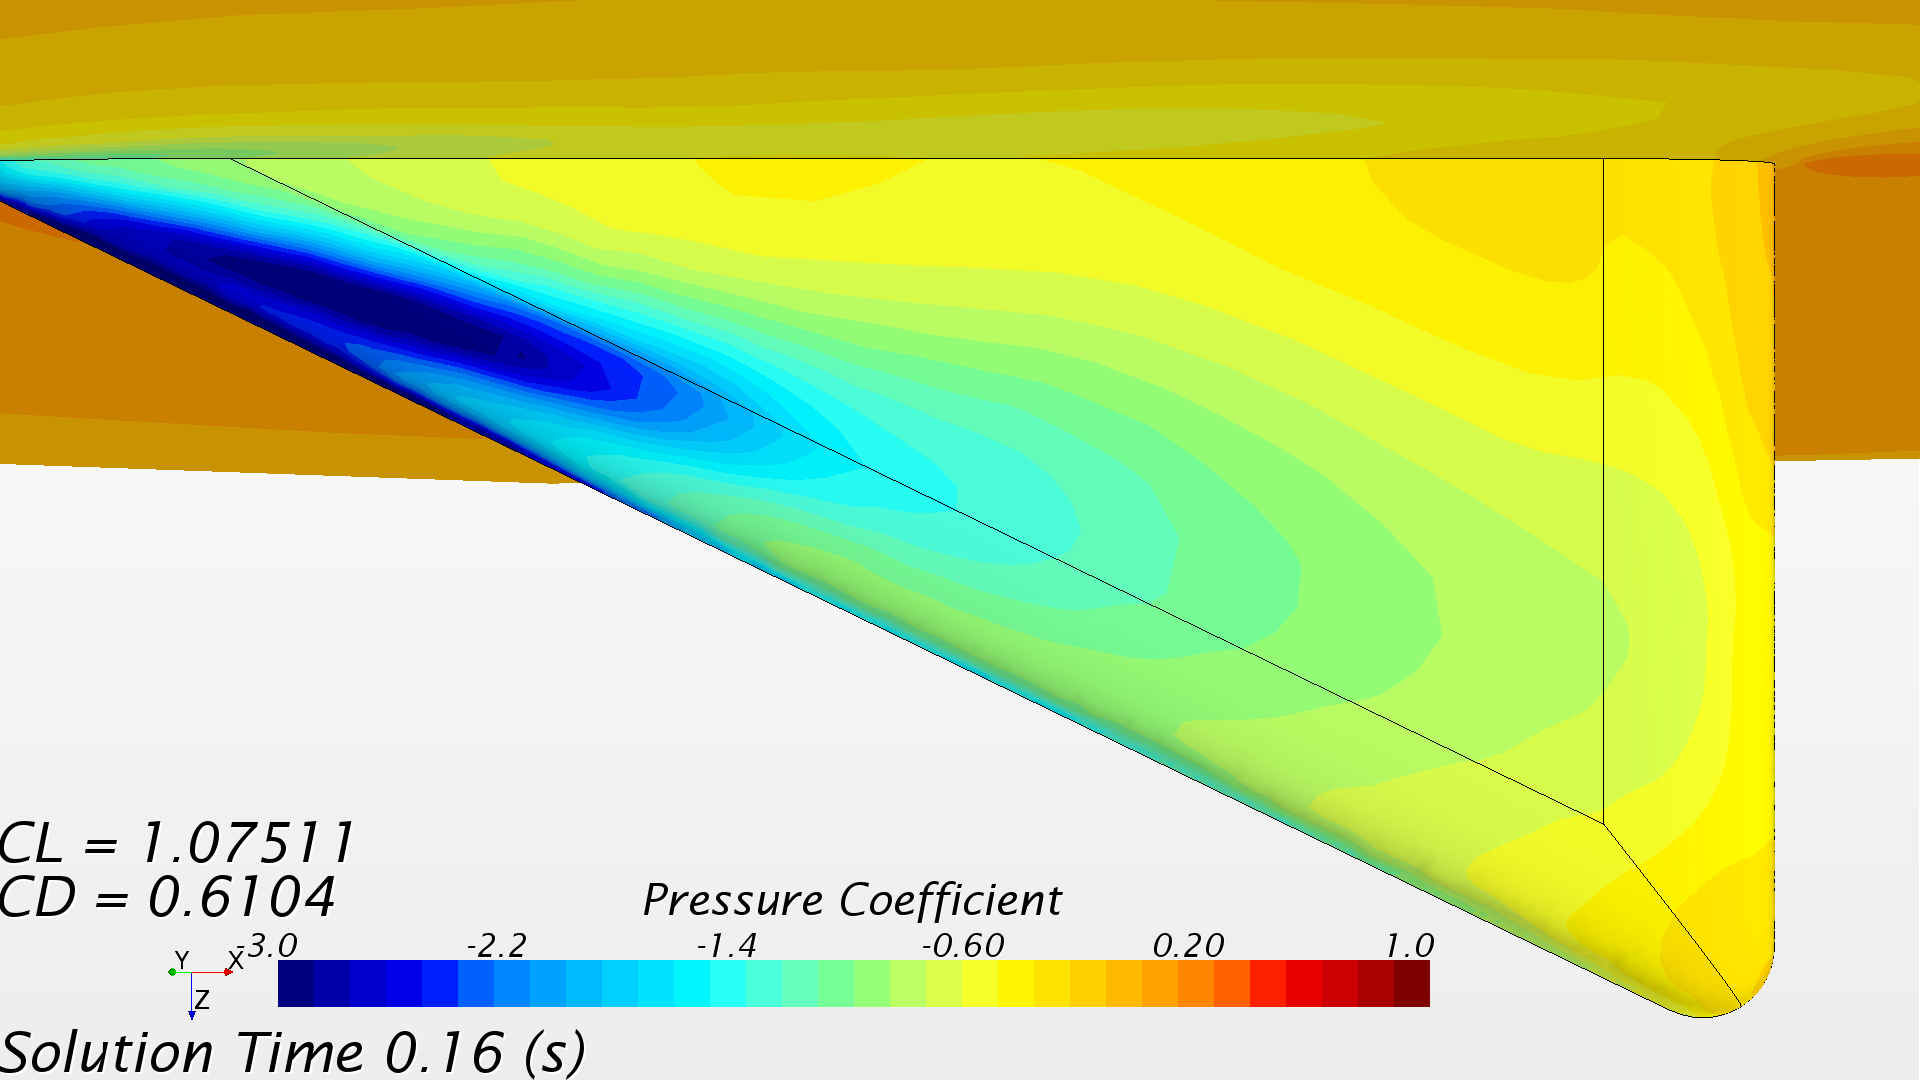 CL = 1.07511
CD = 0.6104
Pressure Coefficient
-3.0 -2.2 -1.4 -0.60 0.20 1.0
Y X
Z
Solution Time 0.16 (s)